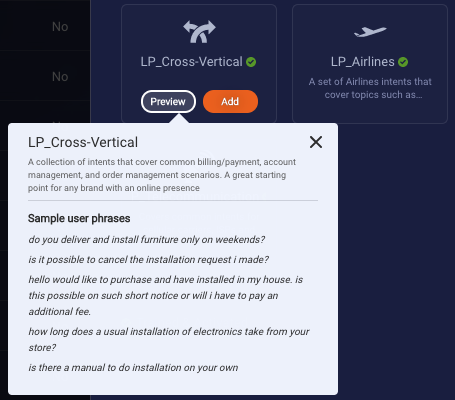 No
No
LP_Cross-Vertical
LP_Airlines
A set of Airlines intents that
cover topics such as...
Preview
Add
LP_Cross-Vertical
A collection of intents that cover common billing/payment, account
management, and order management scenarios. A great starting
point for any brand with an online presence
Sample user phrases
do you deliver and install furniture only on weekends?
is it possible to cancel the installation request i made?
hello would like to purchase and have installed in my house. is
this possible on such short notice or will i have to pay an
additional fee.
how long does a usual installation of electronics take from your
store?
is there a manual to do installation on your own